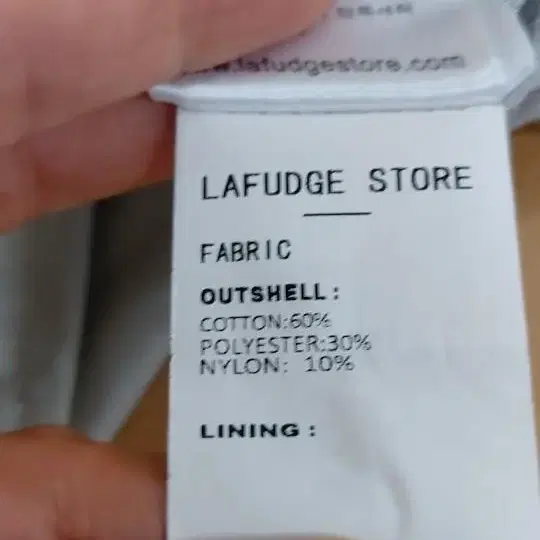 lafudgestore.com
LAFUDGE STORE
FABRIC
OUTSHELL:
COTTON:60%
POLYESTER:30%
NYLON: 10%
LINING: